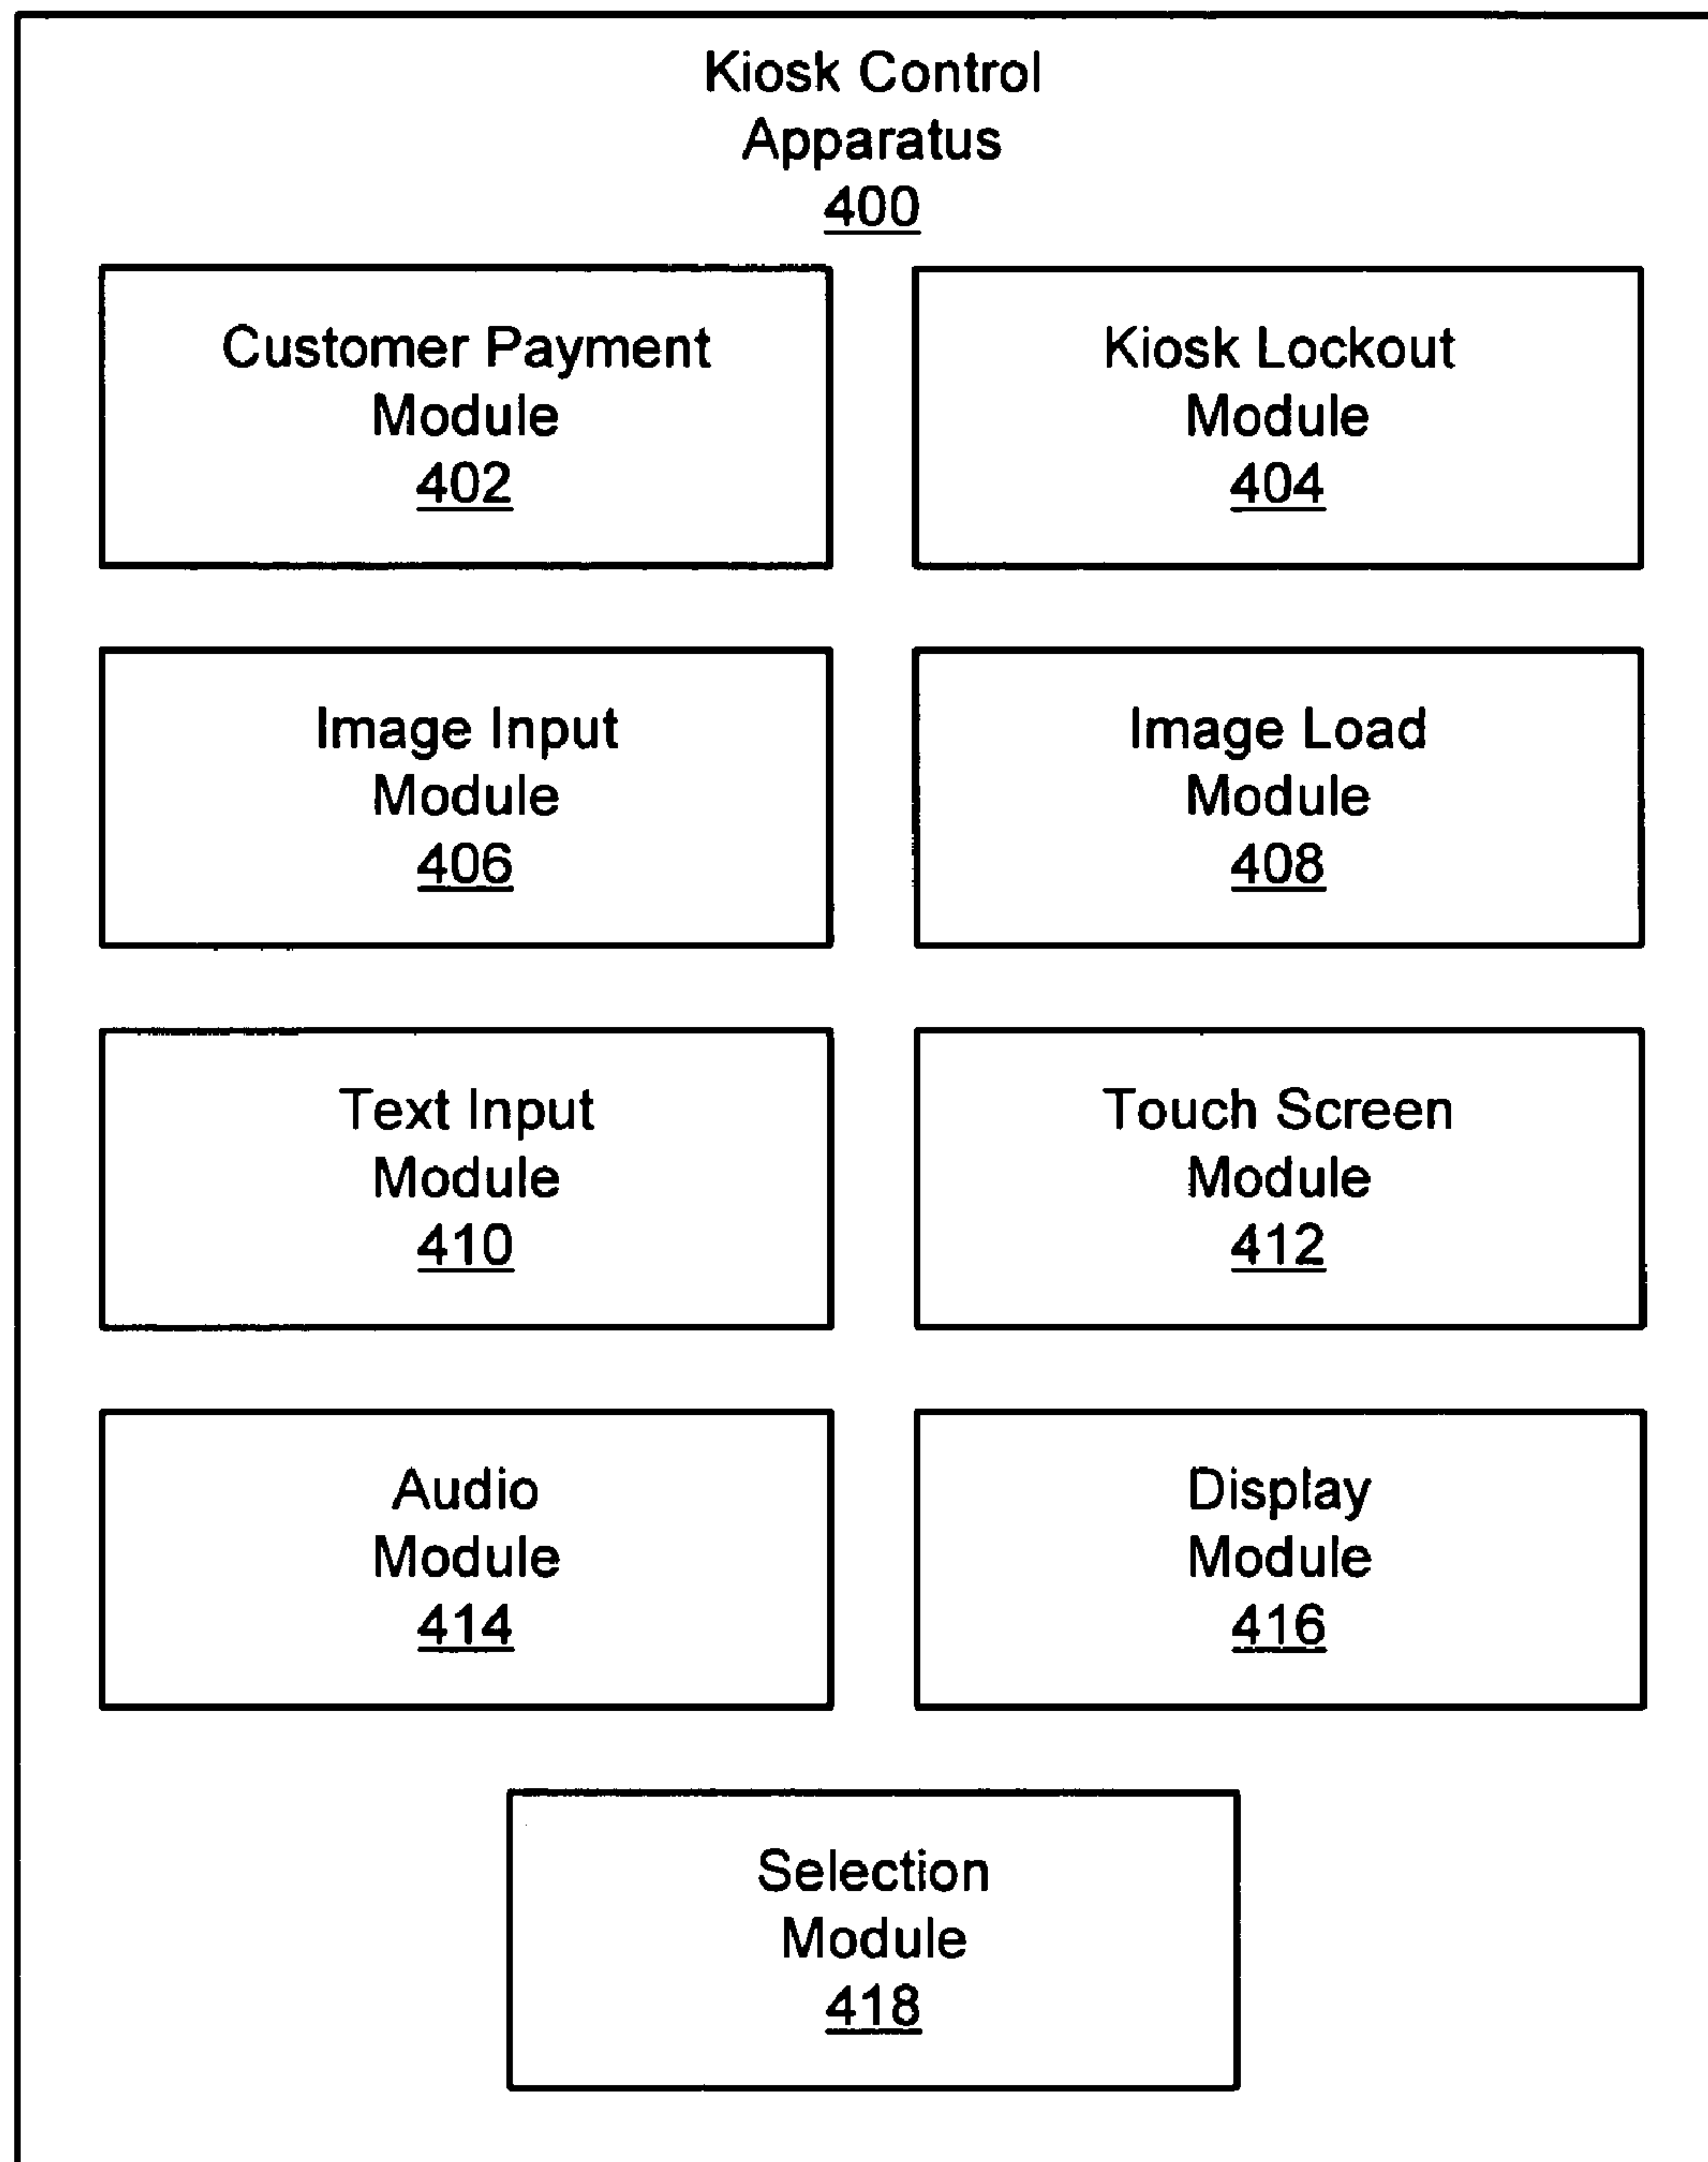 Kiosk Control
Apparatus
400
Customer Payment
Module
402
Kiosk Lockout
Module
404
Image Input
Module
406
Image Load
Module
408
Text Input
Module
410
Touch Screen
Module
412
Audio
Module
414
Display
Module
416
Selection
Module
418